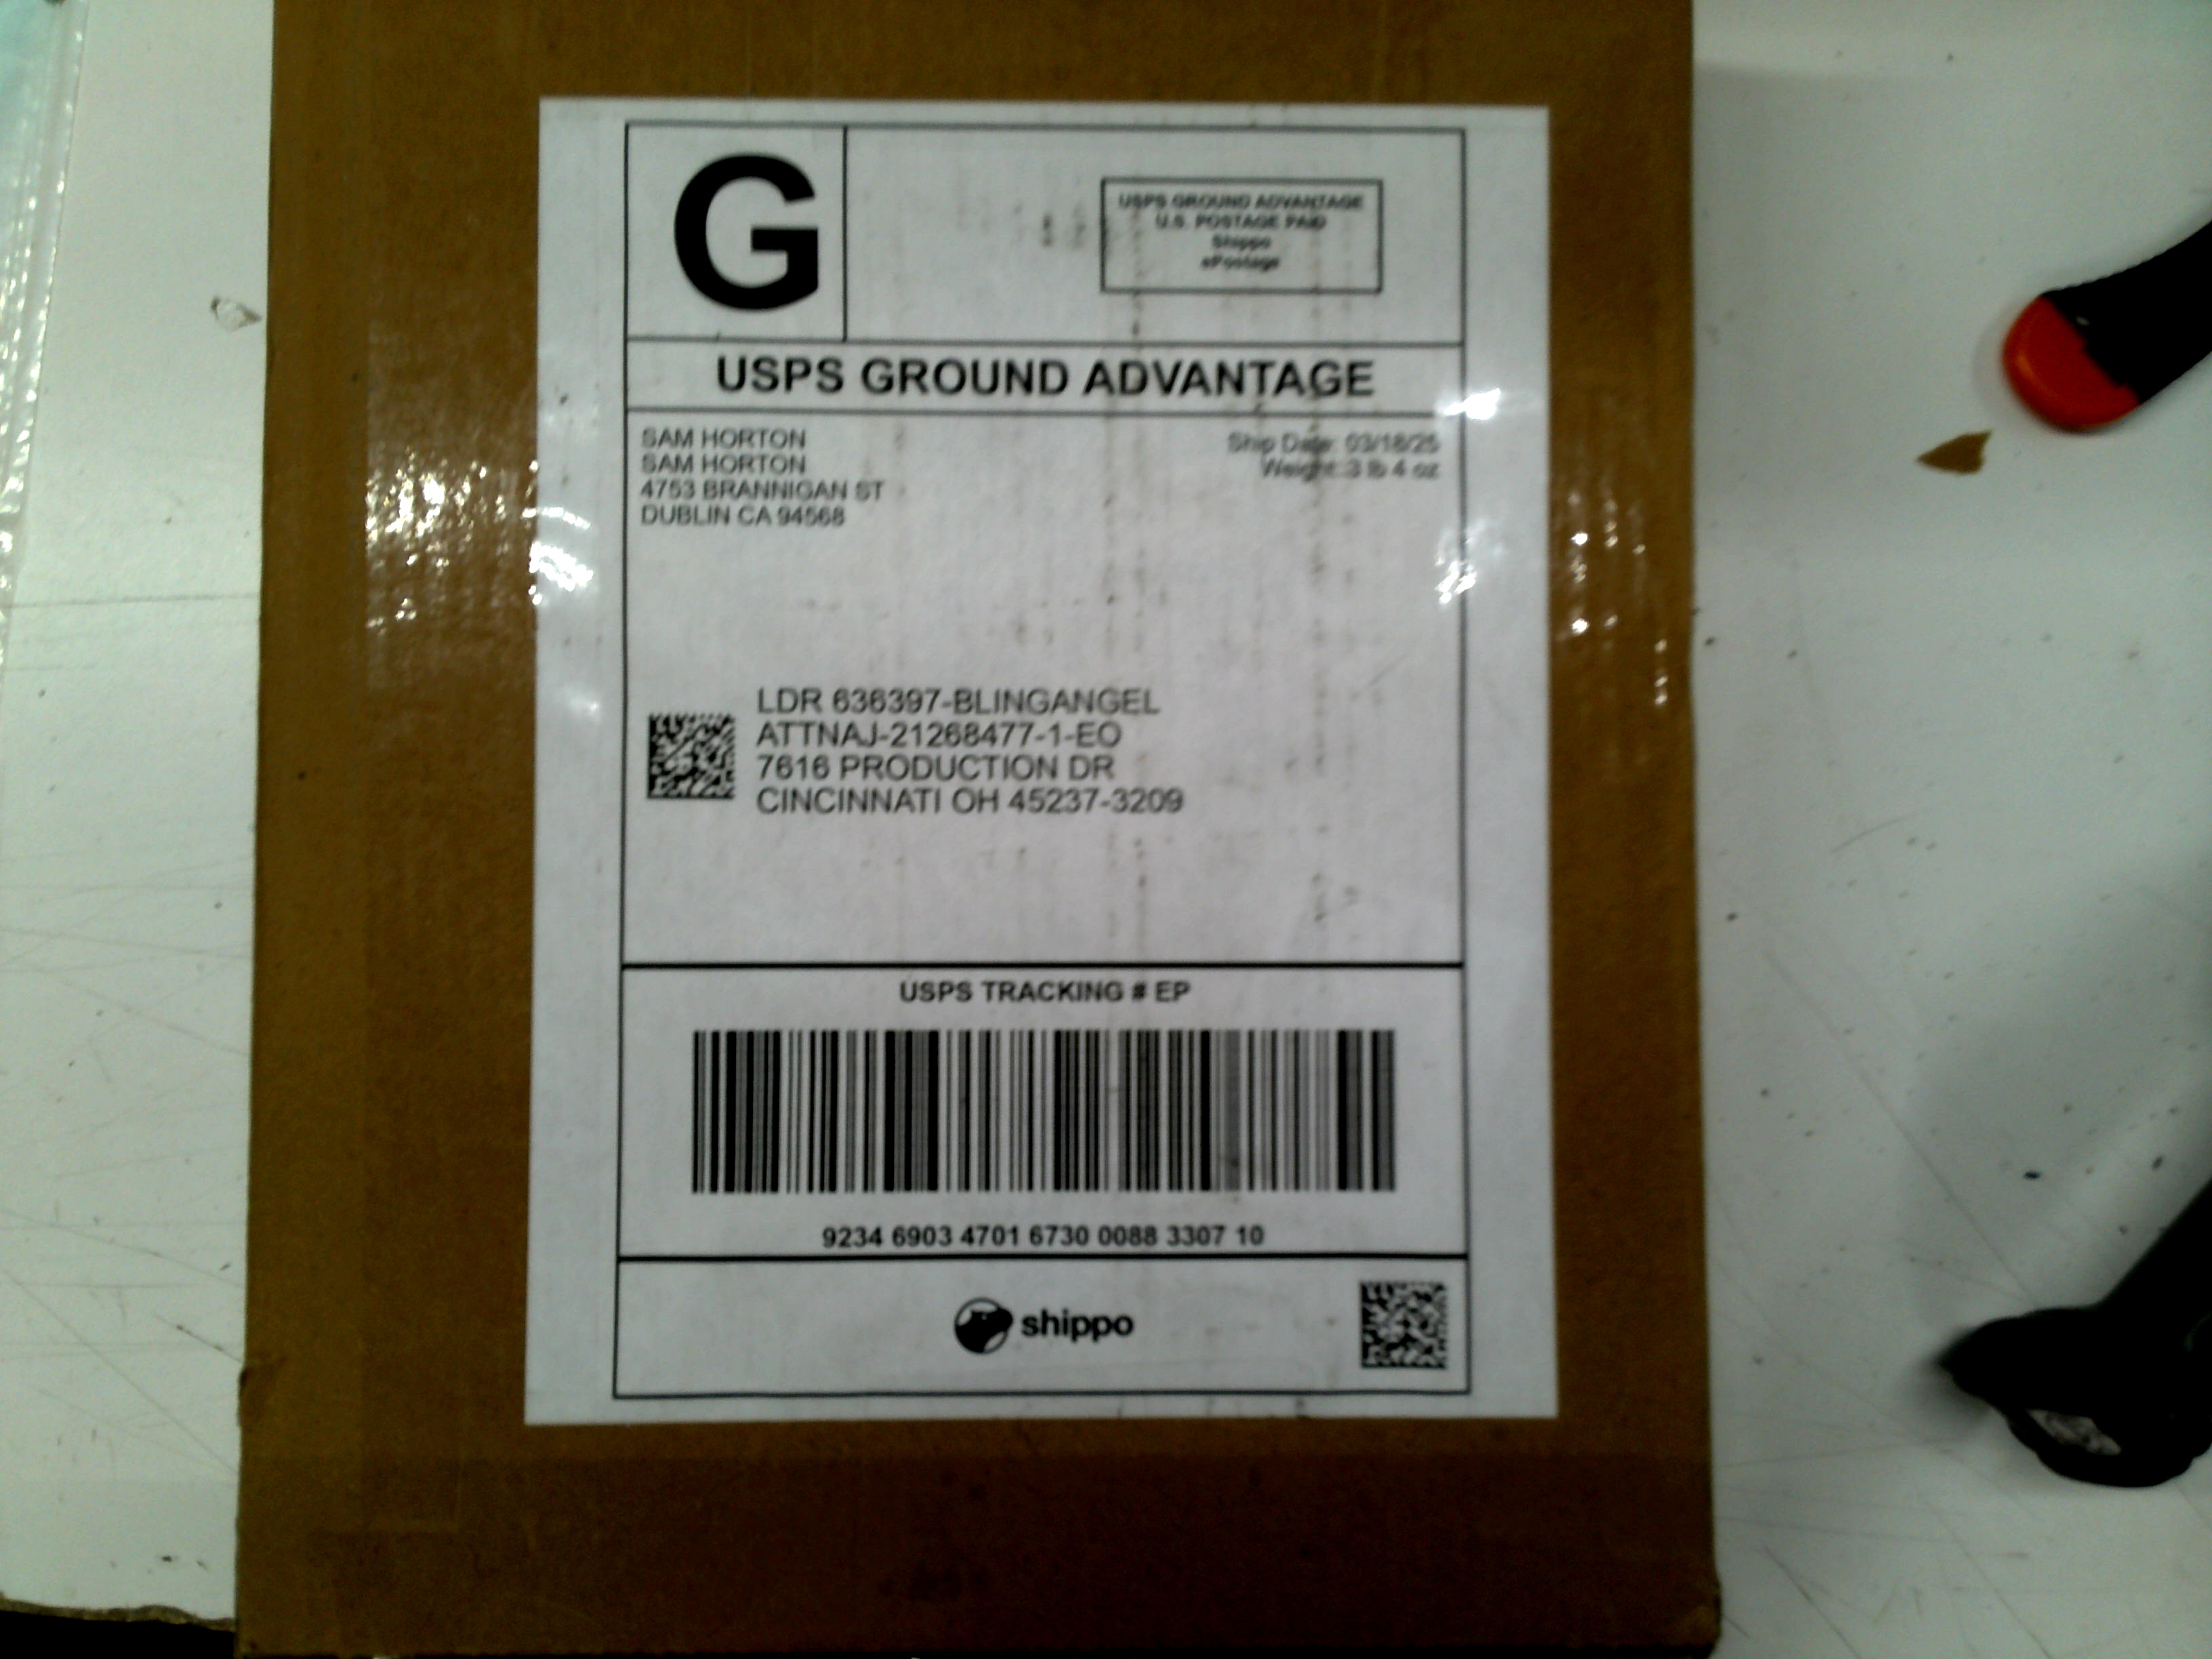 G
USPS GROUND ADVANTAGE
U.S. POSTAGE PAID
Shippo
ePostage
USPS GROUND ADVANTAGE
SAM HORTON
SAM HORTON
4753 BRANNIGAN ST
DUBLIN CA 94568
Ship Date: 03/18/25
Weight: 3 lb 4 oz
LDR 636397-BLINGANGEL
ATTNAJ-21268477-1-EO
7616 PRODUCTION DR
CINCINNATI OH 45237-3209
USPS TRACKING # EP
9234 6903 4701 6730 0088 3307 10
shippo